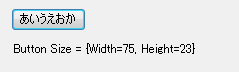 あいうえおか
Button Size = {Width=75, Height=23}